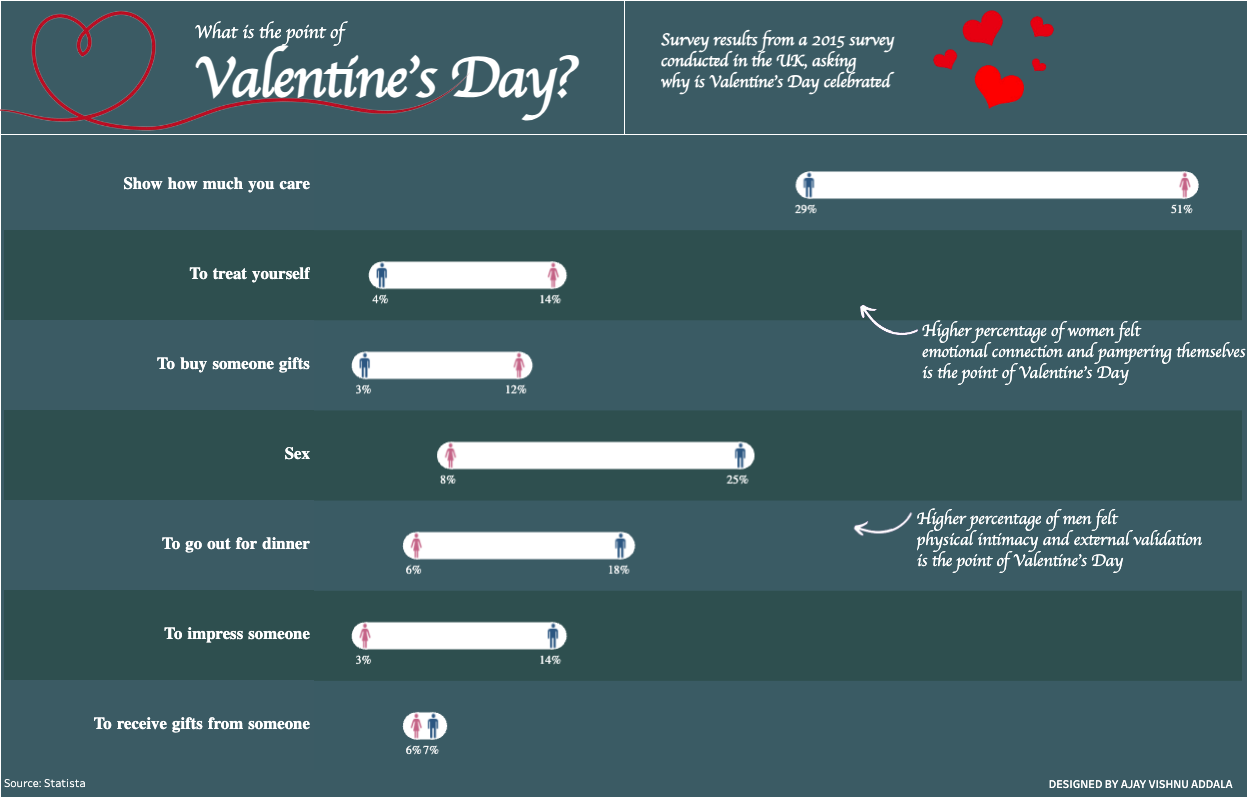 What is the point of
Valentine's Day?
Survey results from a 2015 survey
conducted in the UK, asking
why is Valentine's Day celebrated
Show how much you care
29%
51%
To treat yourself
4%
14%
Higher percentage of women felt
emotional connection and pampering themselves
is the point of Valentine's Day
To buy someone gifts
3%
12%
Sex
8%
25%
Higher percentage of men felt
physical intimacy and external validation
is the point of Valentine's Day
To go out for dinner
6%
18%
To impress someone
3%
14%
To receive gifts from someone
6%
7%
Source: Statista
DESIGNED BY AJAY VISHNU ADDALA